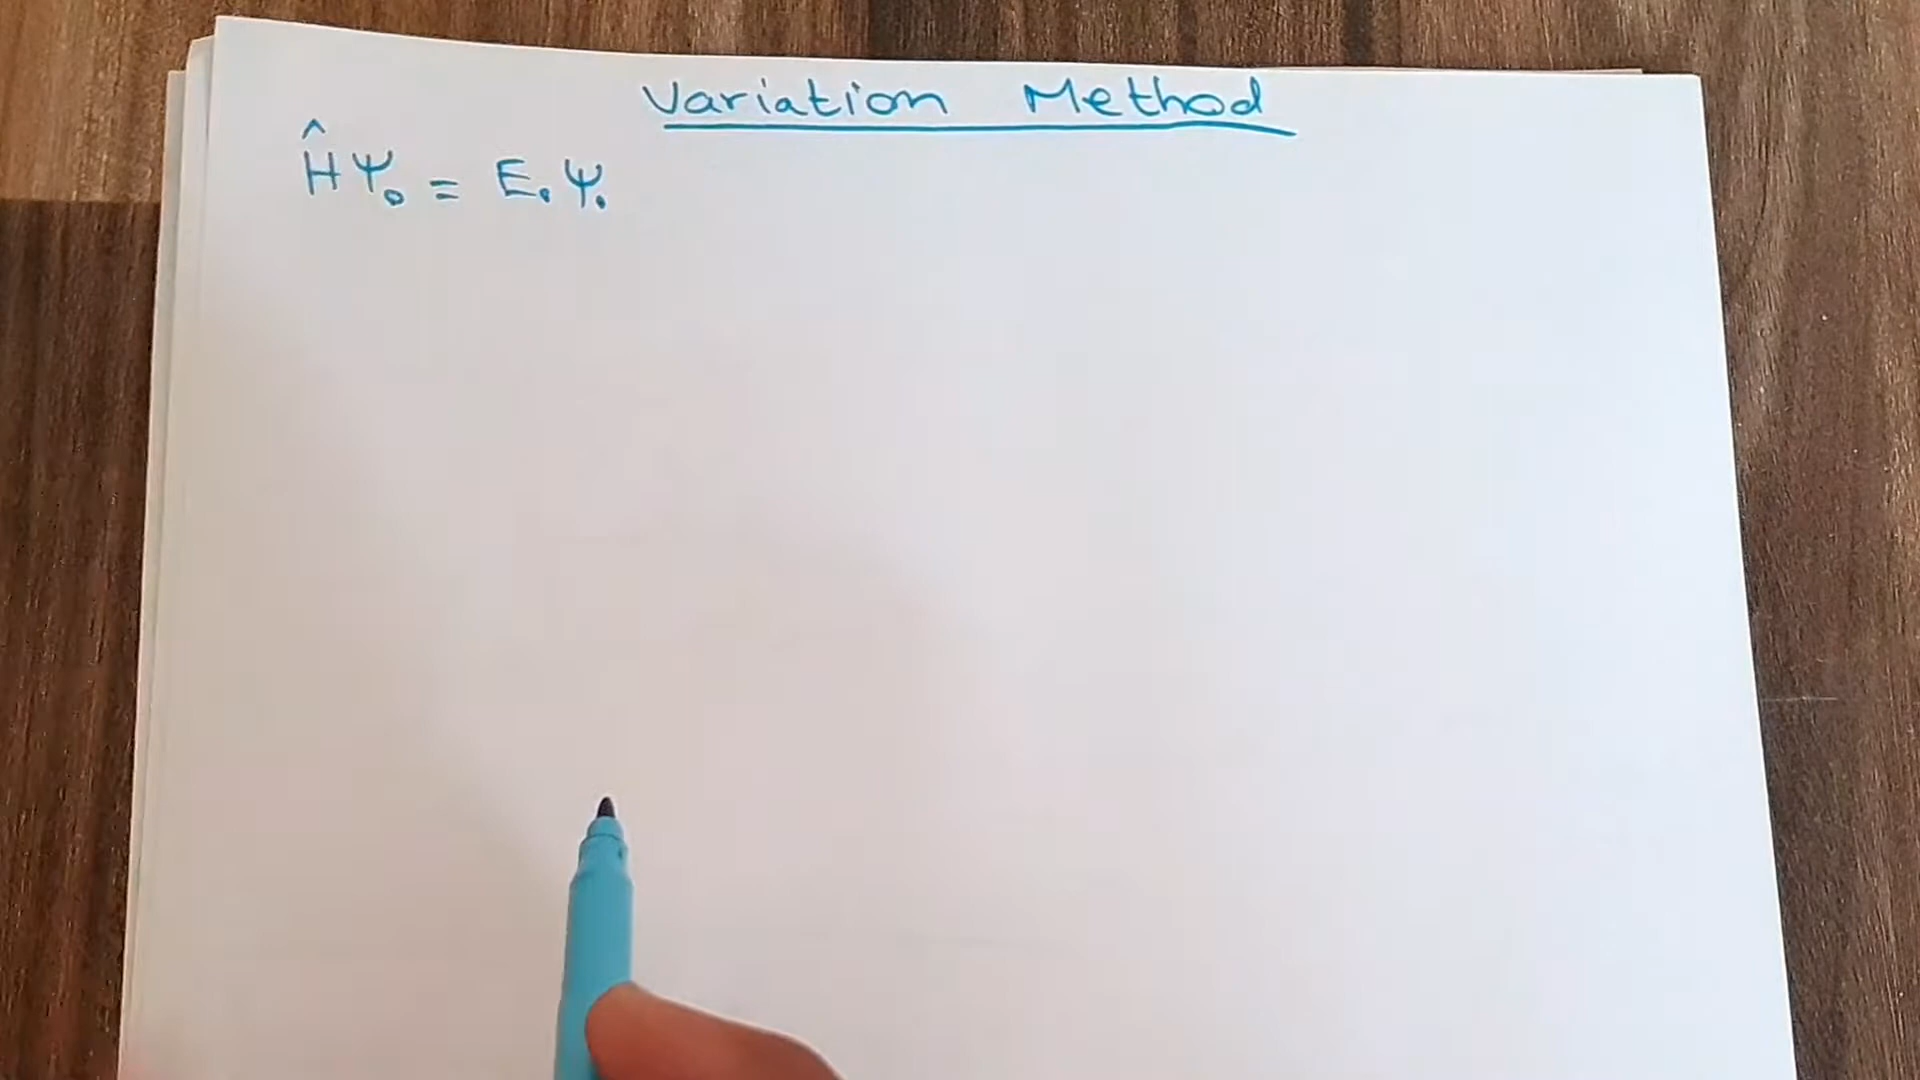 Variation Method
ĤΨ₀ = E₀Ψ₀